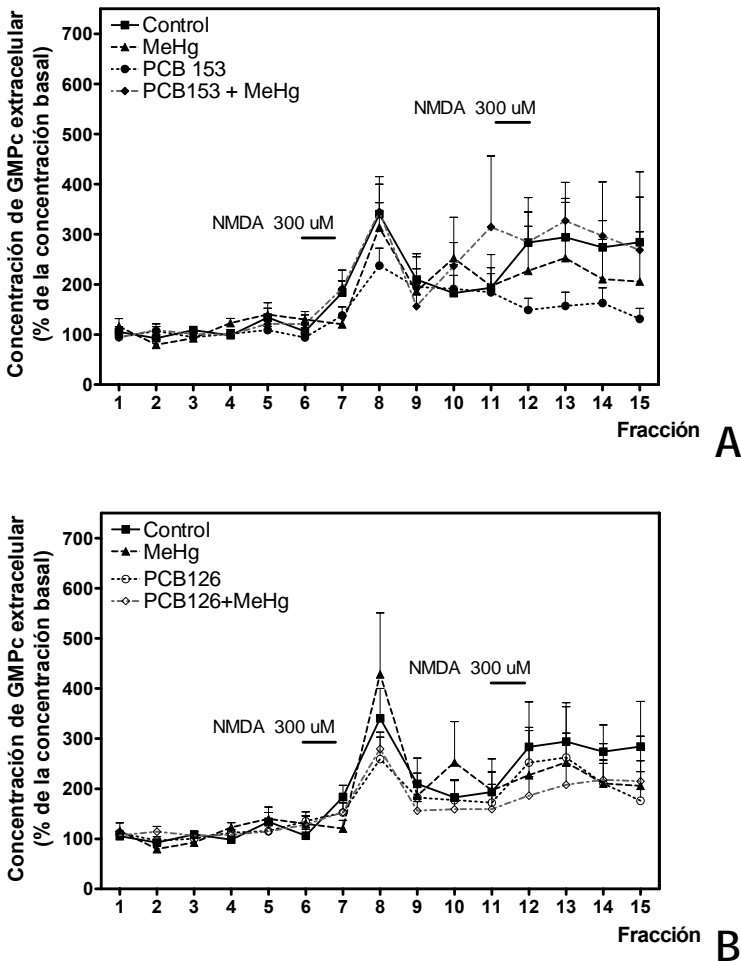 Concentración de GMPc extracelular
(% de la concentración basal)
700
600
500
400
300
200
100
0
Control
MeHg
PCB 153
PCB153 + MeHg
NMDA 300 uM
NMDA 300 uM
1 2 3 4 5 6 7 8 9 10 11 12 13 14 15
Fracción
A
Concentración de GMPc extracelular
(% de la concentración basal)
700
600
500
400
300
200
100
0
Control
MeHg
PCB126
PCB126+MeHg
NMDA 300 uM
NMDA 300 uM
1 2 3 4 5 6 7 8 9 10 11 12 13 14 15
Fracción
B